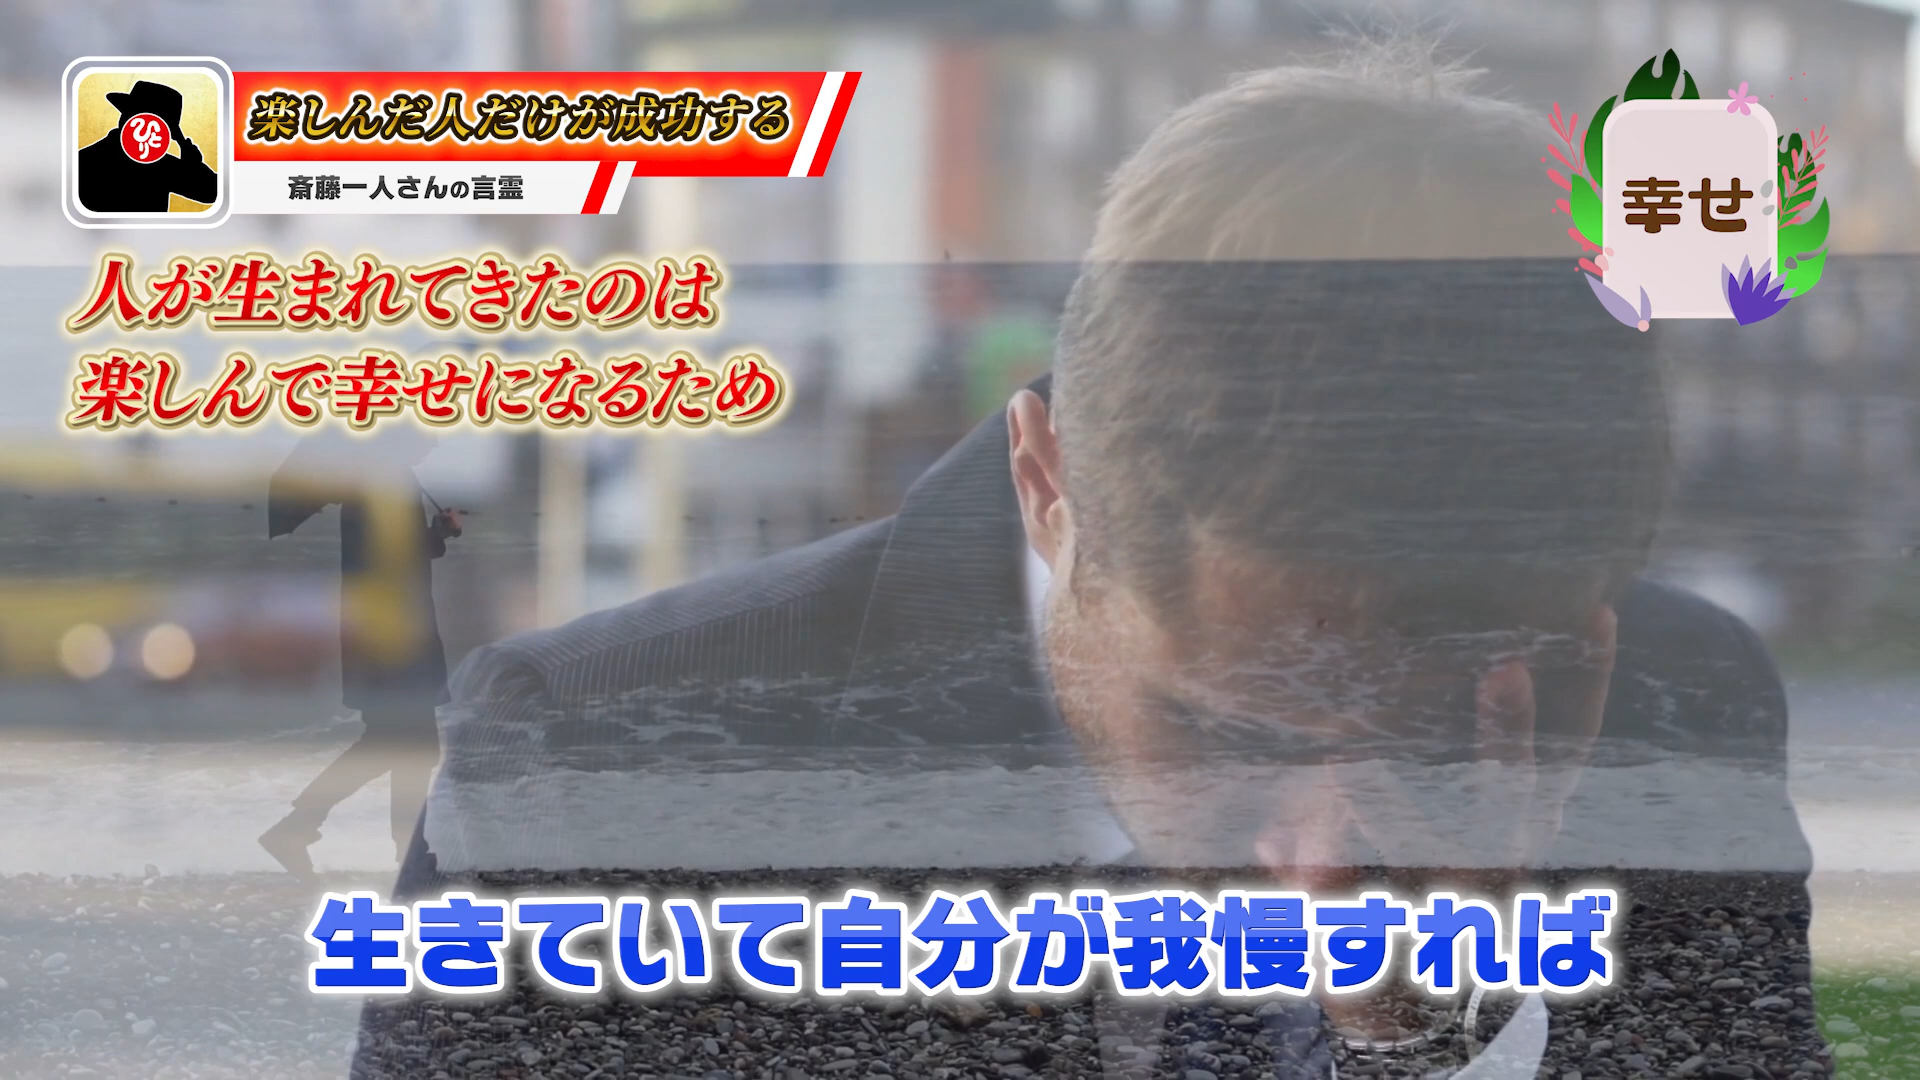 楽しんだ人だけが成功する
ひとり
斎藤一人さんの言霊
幸せ
人が生まれてきたのは
楽しんで幸せになるため
生きていて自分が我慢すれば